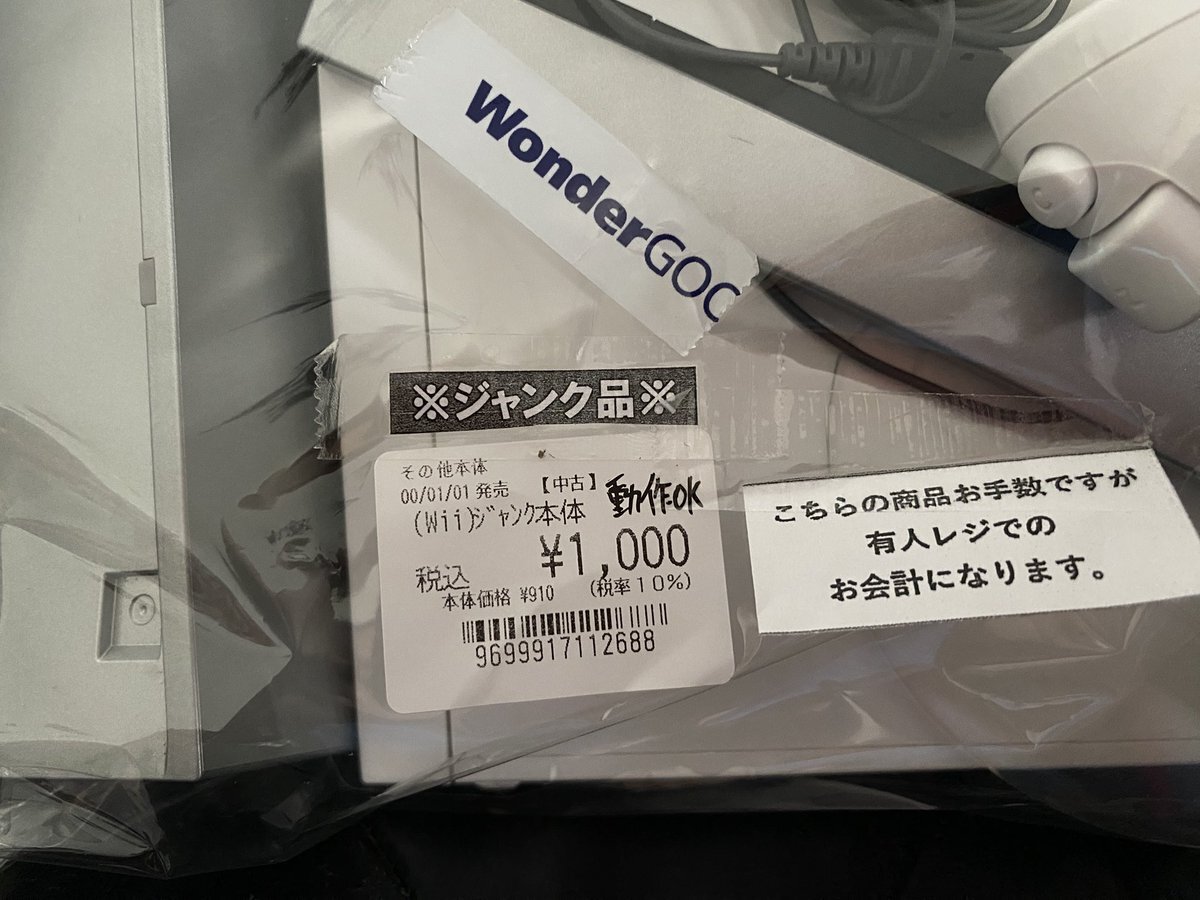 WonderGOO
※ジャンク品※
その他本体
00/01/01 発売 【中古】 動作OK
(Wii)ｼﾞｬﾝｸ本体
¥1,000
税込
本体価格 ¥910 (税率10%)
9699917112688
こちらの商品お手数ですが
有人レジでの
お会計になります。